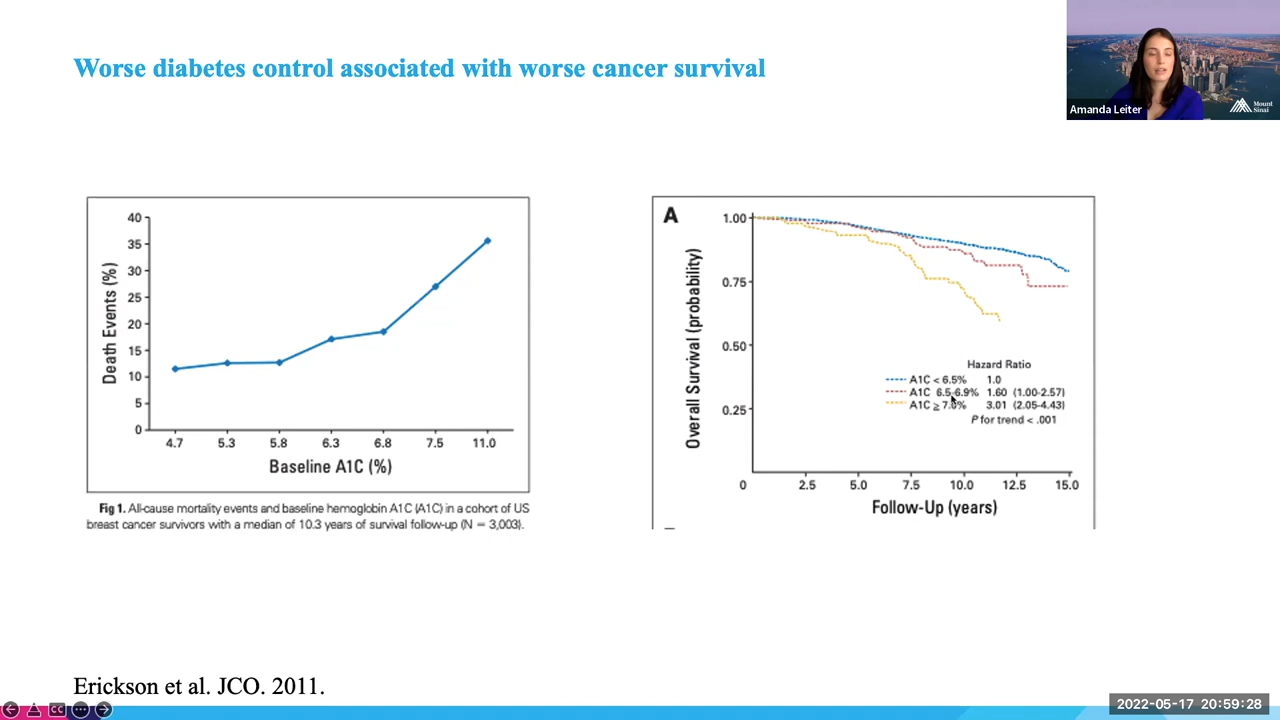 Worse diabetes control associated with worse cancer survival
Amanda Leiter
Mount
Sinai
40
35
30
25
20
15
10
5
0
Death Events (%)
4.7 5.3 5.8 6.3 6.8 7.5 11.0
Baseline A1C (%)
Fig 1. All-cause mortality events and baseline hemoglobin A1C (A1C) in a cohort of US
breast cancer survivors with a median of 10.3 years of survival follow-up (N = 3,003).
A
1.00
0.75
0.50
0.25
Overall Survival (probability)
Hazard Ratio
A1C < 6.5% 1.0
A1C 6.5-6.9% 1.60 (1.00-2.57)
A1C ≥ 7.0% 3.01 (2.05-4.43)
P for trend < .001
0 2.5 5.0 7.5 10.0 12.5 15.0
Follow-Up (years)
Erickson et al. JCO. 2011.
CC
2022-05-17 20:59:28